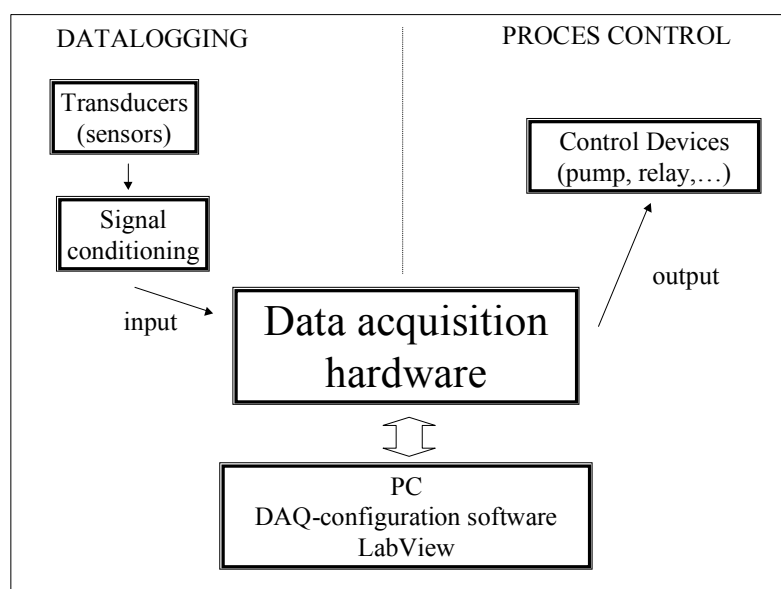 DATALOGGING
PROCES CONTROL
Transducers
(sensors)
Signal
conditioning
input
Control Devices
(pump, relay,…)
output
Data acquisition
hardware
PC
DAQ-configuration software
LabView